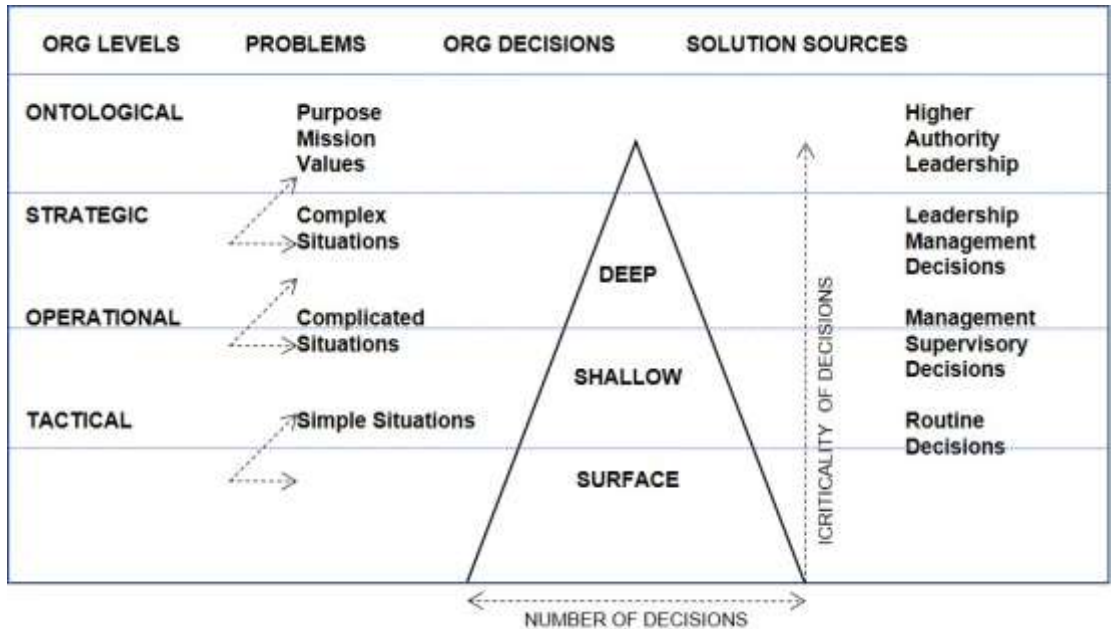 ORG LEVELS PROBLEMS ORG DECISIONS SOLUTION SOURCES
ONTOLOGICAL
Purpose
Mission
Values
Higher
Authority
Leadership
STRATEGIC
Complex
Situations
DEEP
Leadership
Management
Decisions
OPERATIONAL
Complicated
Situations
SHALLOW
Management
Supervisory
Decisions
TACTICAL
Simple Situations
SURFACE
Routine
Decisions
ICRITICALITY OF DECISIONS
NUMBER OF DECISIONS